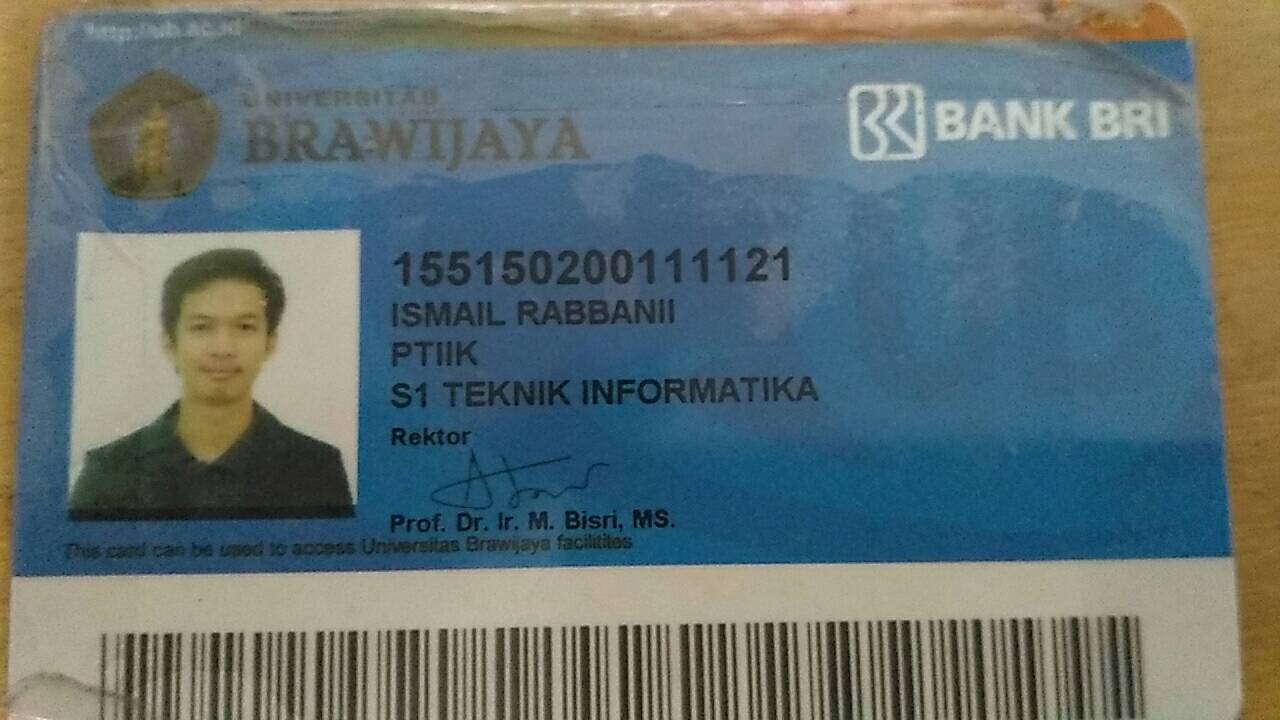 http://ub.ac.id
UNIVERSITAS
BRAWIJAYA
BANK BRI
155150200111121
ISMAIL RABBANII
PTIIK
S1 TEKNIK INFORMATIKA
Rektor
Prof. Dr. Ir. M. Bisri, MS.
This card can be used to access Universitas Brawijaya facilitites